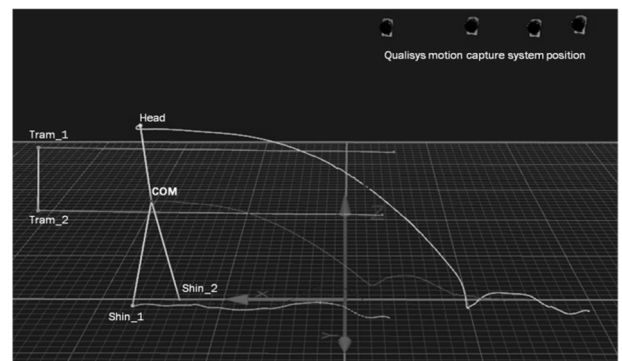 Qualisys motion capture system position
Head
Tram_1
COM
Tram_2
Shin_2
Shin_1
X
Z
Y